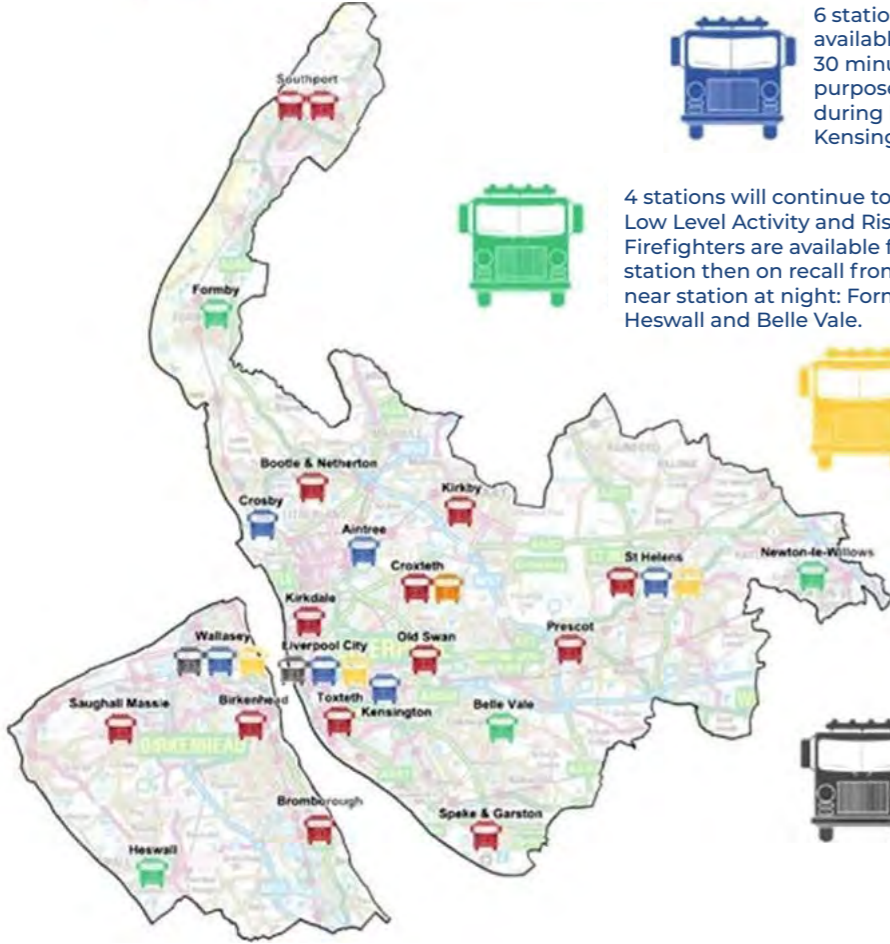 6 statio
availabl
30 minu
purpose
during
Kensing
4 stations will continue to
Low Level Activity and Ris
Firefighters are available f
station then on recall from
near station at night: Form
Heswall and Belle Vale.
Southport
Formby
Bootle & Netherton
Crosby
Kirkby
Aintree
Croxteth
St Helens
Newton-le-Willows
Kirkdale
Liverpool City
Old Swan
Prescot
Wallasey
Saughall Massie
Birkenhead
Toxteth
Kensington
Belle Vale
BIRKENHEAD
Bromborough
Speke & Garston
Heswall